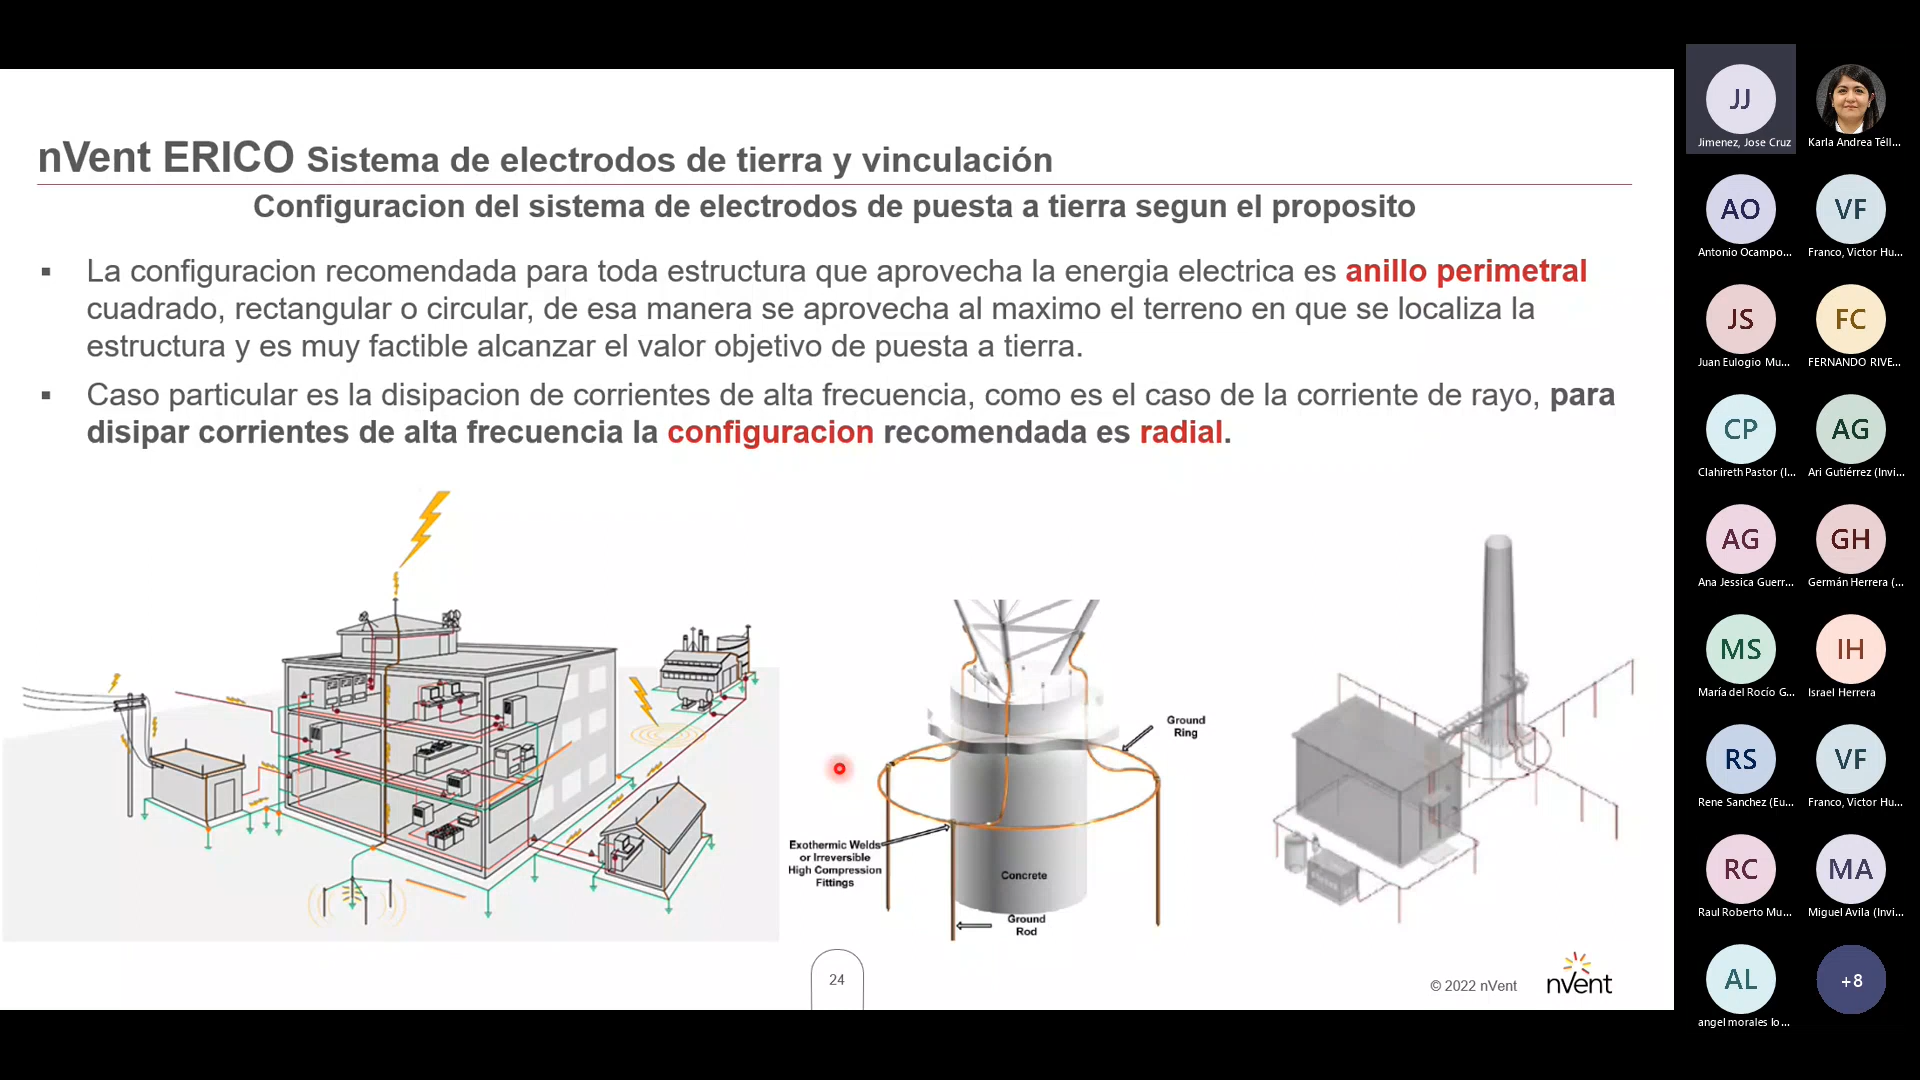 nVent ERICO Sistema de electrodos de tierra y vinculación
Configuracion del sistema de electrodos de puesta a tierra segun el proposito
▪ La configuracion recomendada para toda estructura que aprovecha la energia electrica es anillo perimetral
cuadrado, rectangular o circular, de esa manera se aprovecha al maximo el terreno en que se localiza la
estructura y es muy factible alcanzar el valor objetivo de puesta a tierra.
▪ Caso particular es la disipacion de corrientes de alta frecuencia, como es el caso de la corriente de rayo, para
disipar corrientes de alta frecuencia la configuracion recomendada es radial.
Ground
Ring
Exothermic Welds
or Irreversible
High Compression
Fittings
Concrete
Ground
Rod
24
© 2022 nVent
nVent
JJ
Jimenez, Jose Cruz
Karla Andrea Téll...
AO
Antonio Ocampo...
VF
Franco, Victor Hu...
JS
Juan Eulogio Mu...
FC
FERNANDO RIVE...
CP
Clahireth Pastor (I...
AG
Ari Gutiérrez (Invi...
AG
Ana Jessica Guerr...
GH
Germán Herrera (...
MS
María del Rocío G...
IH
Israel Herrera
RS
Rene Sanchez (Eu...
VF
Franco, Victor Hu...
RC
Raul Roberto Mu...
MA
Miguel Avila (Invi...
AL
angel morales lo...
+8